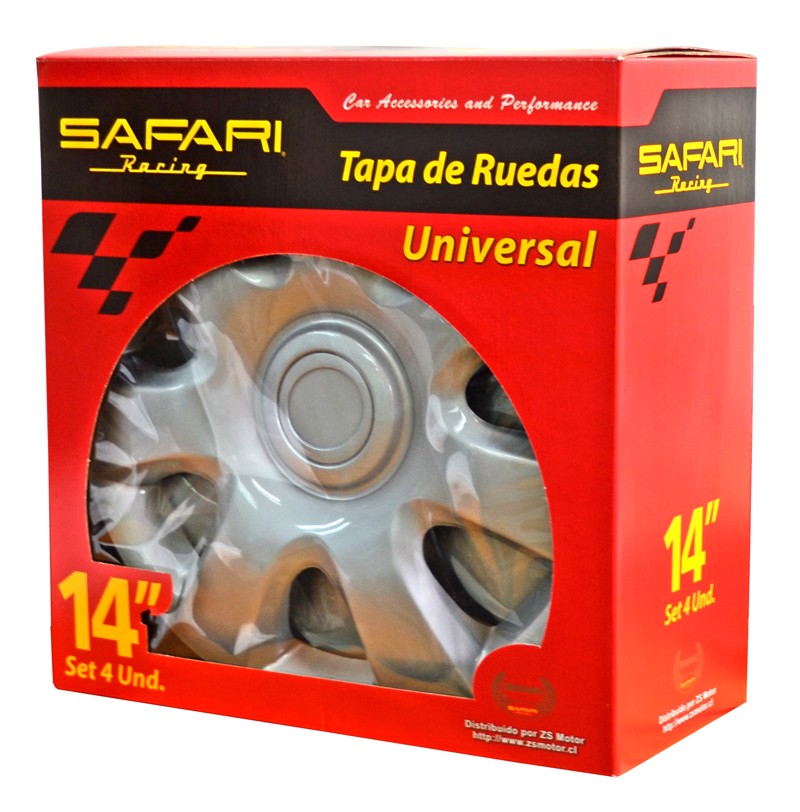 Car Accessories and Performance
SAFARI
Racing
Tapa de Ruedas
Universal
14"
Set 4 Und.
SAFARI
Distribuido por ZS Motor
http://www.zsmotor.cl
SAFARI
Racing
14"
Set 4 Und.
Distribuido por ZS Motor
http://www.zsmotor.cl